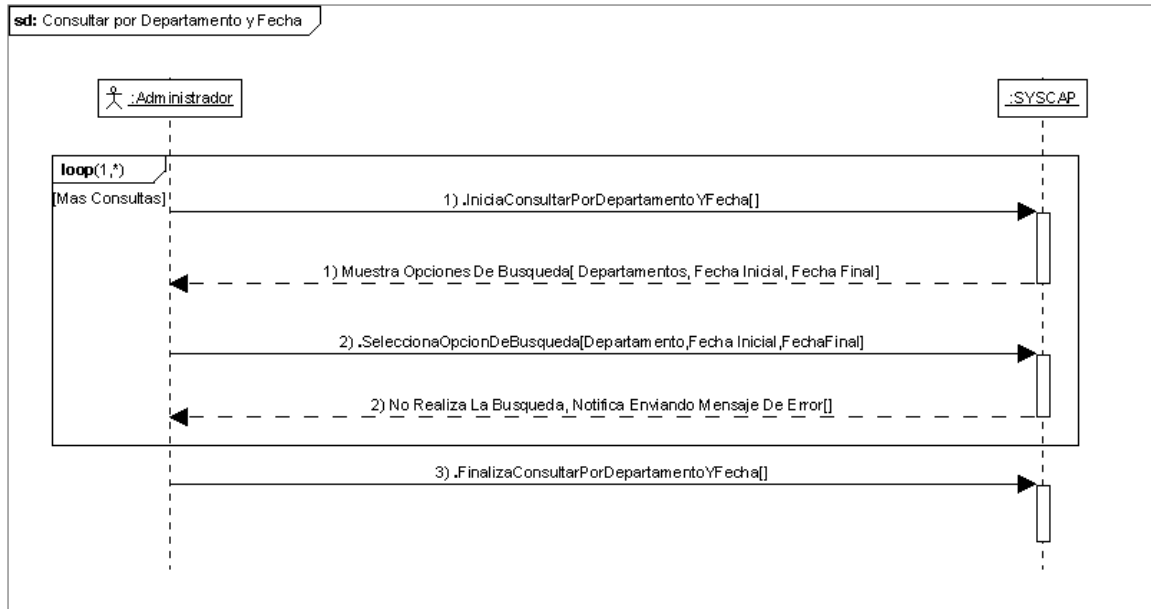 sd: Consultar por Departamento y Fecha
:Administrador
:SYSCAP
loop(1,*)
[Mas Consultas]
1) .IniciaConsultarPorDepartamentoYFecha[]
1) Muestra Opciones De Busqueda[ Departamentos, Fecha Inicial, Fecha Final]
2) .SeleccionaOpcionDeBusqueda[Departamento,Fecha Inicial,FechaFinal]
2) No Realiza La Busqueda, Notifica Enviando Mensaje De Error[]
3) .FinalizaConsultarPorDepartamentoYFecha[]